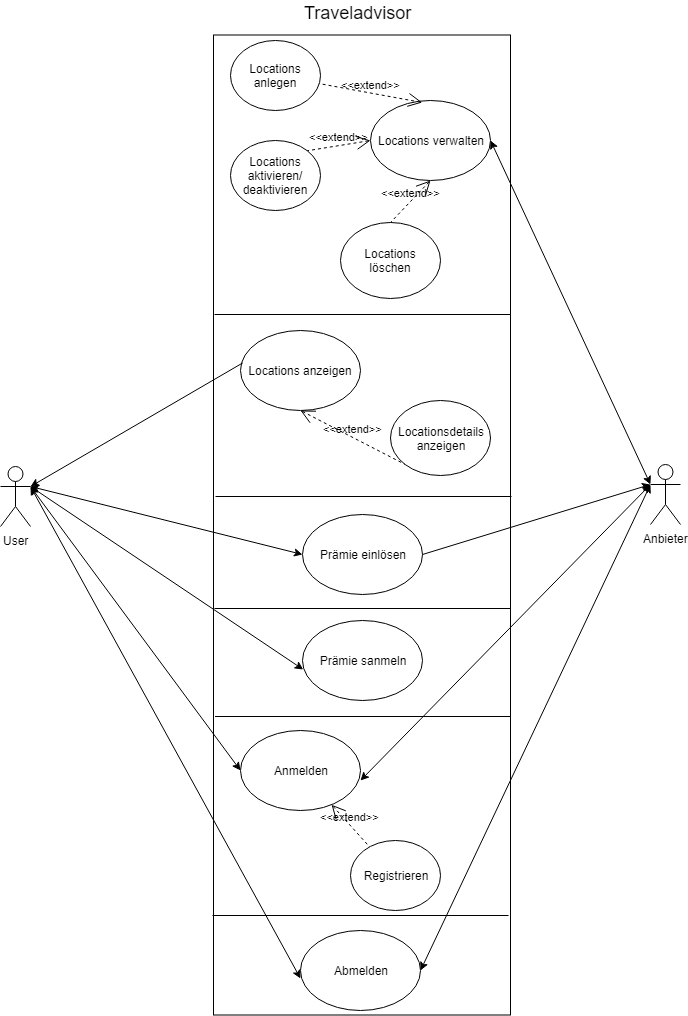 Traveladvisor
Locations
anlegen
<<extend>>
Locations verwalten
<<extend>>
Locations
aktivieren/
deaktivieren
<<extend>>
Locations
löschen
Locations anzeigen
<<extend>>
Locationsdetails
anzeigen
User
Anbieter
Prämie einlösen
Prämie sanmeln
Anmelden
<<extend>>
Registrieren
Abmelden